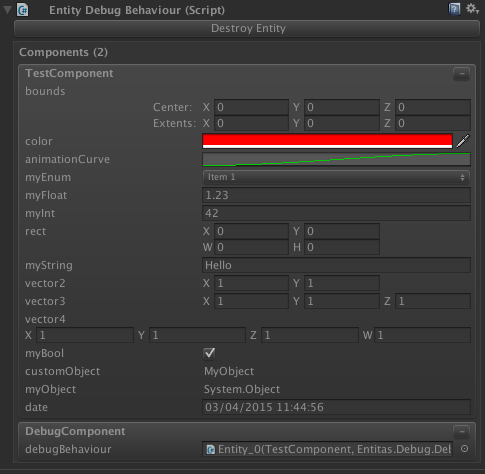 Entity Debug Behaviour (Script)
Destroy Entity
Components (2)
TestComponent
bounds
Center: X 0 Y 0 Z 0
Extents: X 0 Y 0 Z 0
color
animationCurve
myEnum Item 1
myFloat 1.23
myInt 42
rect X 0 Y 0
W 0 H 0
myString Hello
vector2 X 1 Y 1
vector3 X 1 Y 1 Z 1
vector4
X 1 Y 1 Z 1 W 1
myBool
customObject MyObject
myObject System.Object
date 03/04/2015 11:44:56
DebugComponent
debugBehaviour Entity_0(TestComponent, Entitas.Debug.Del